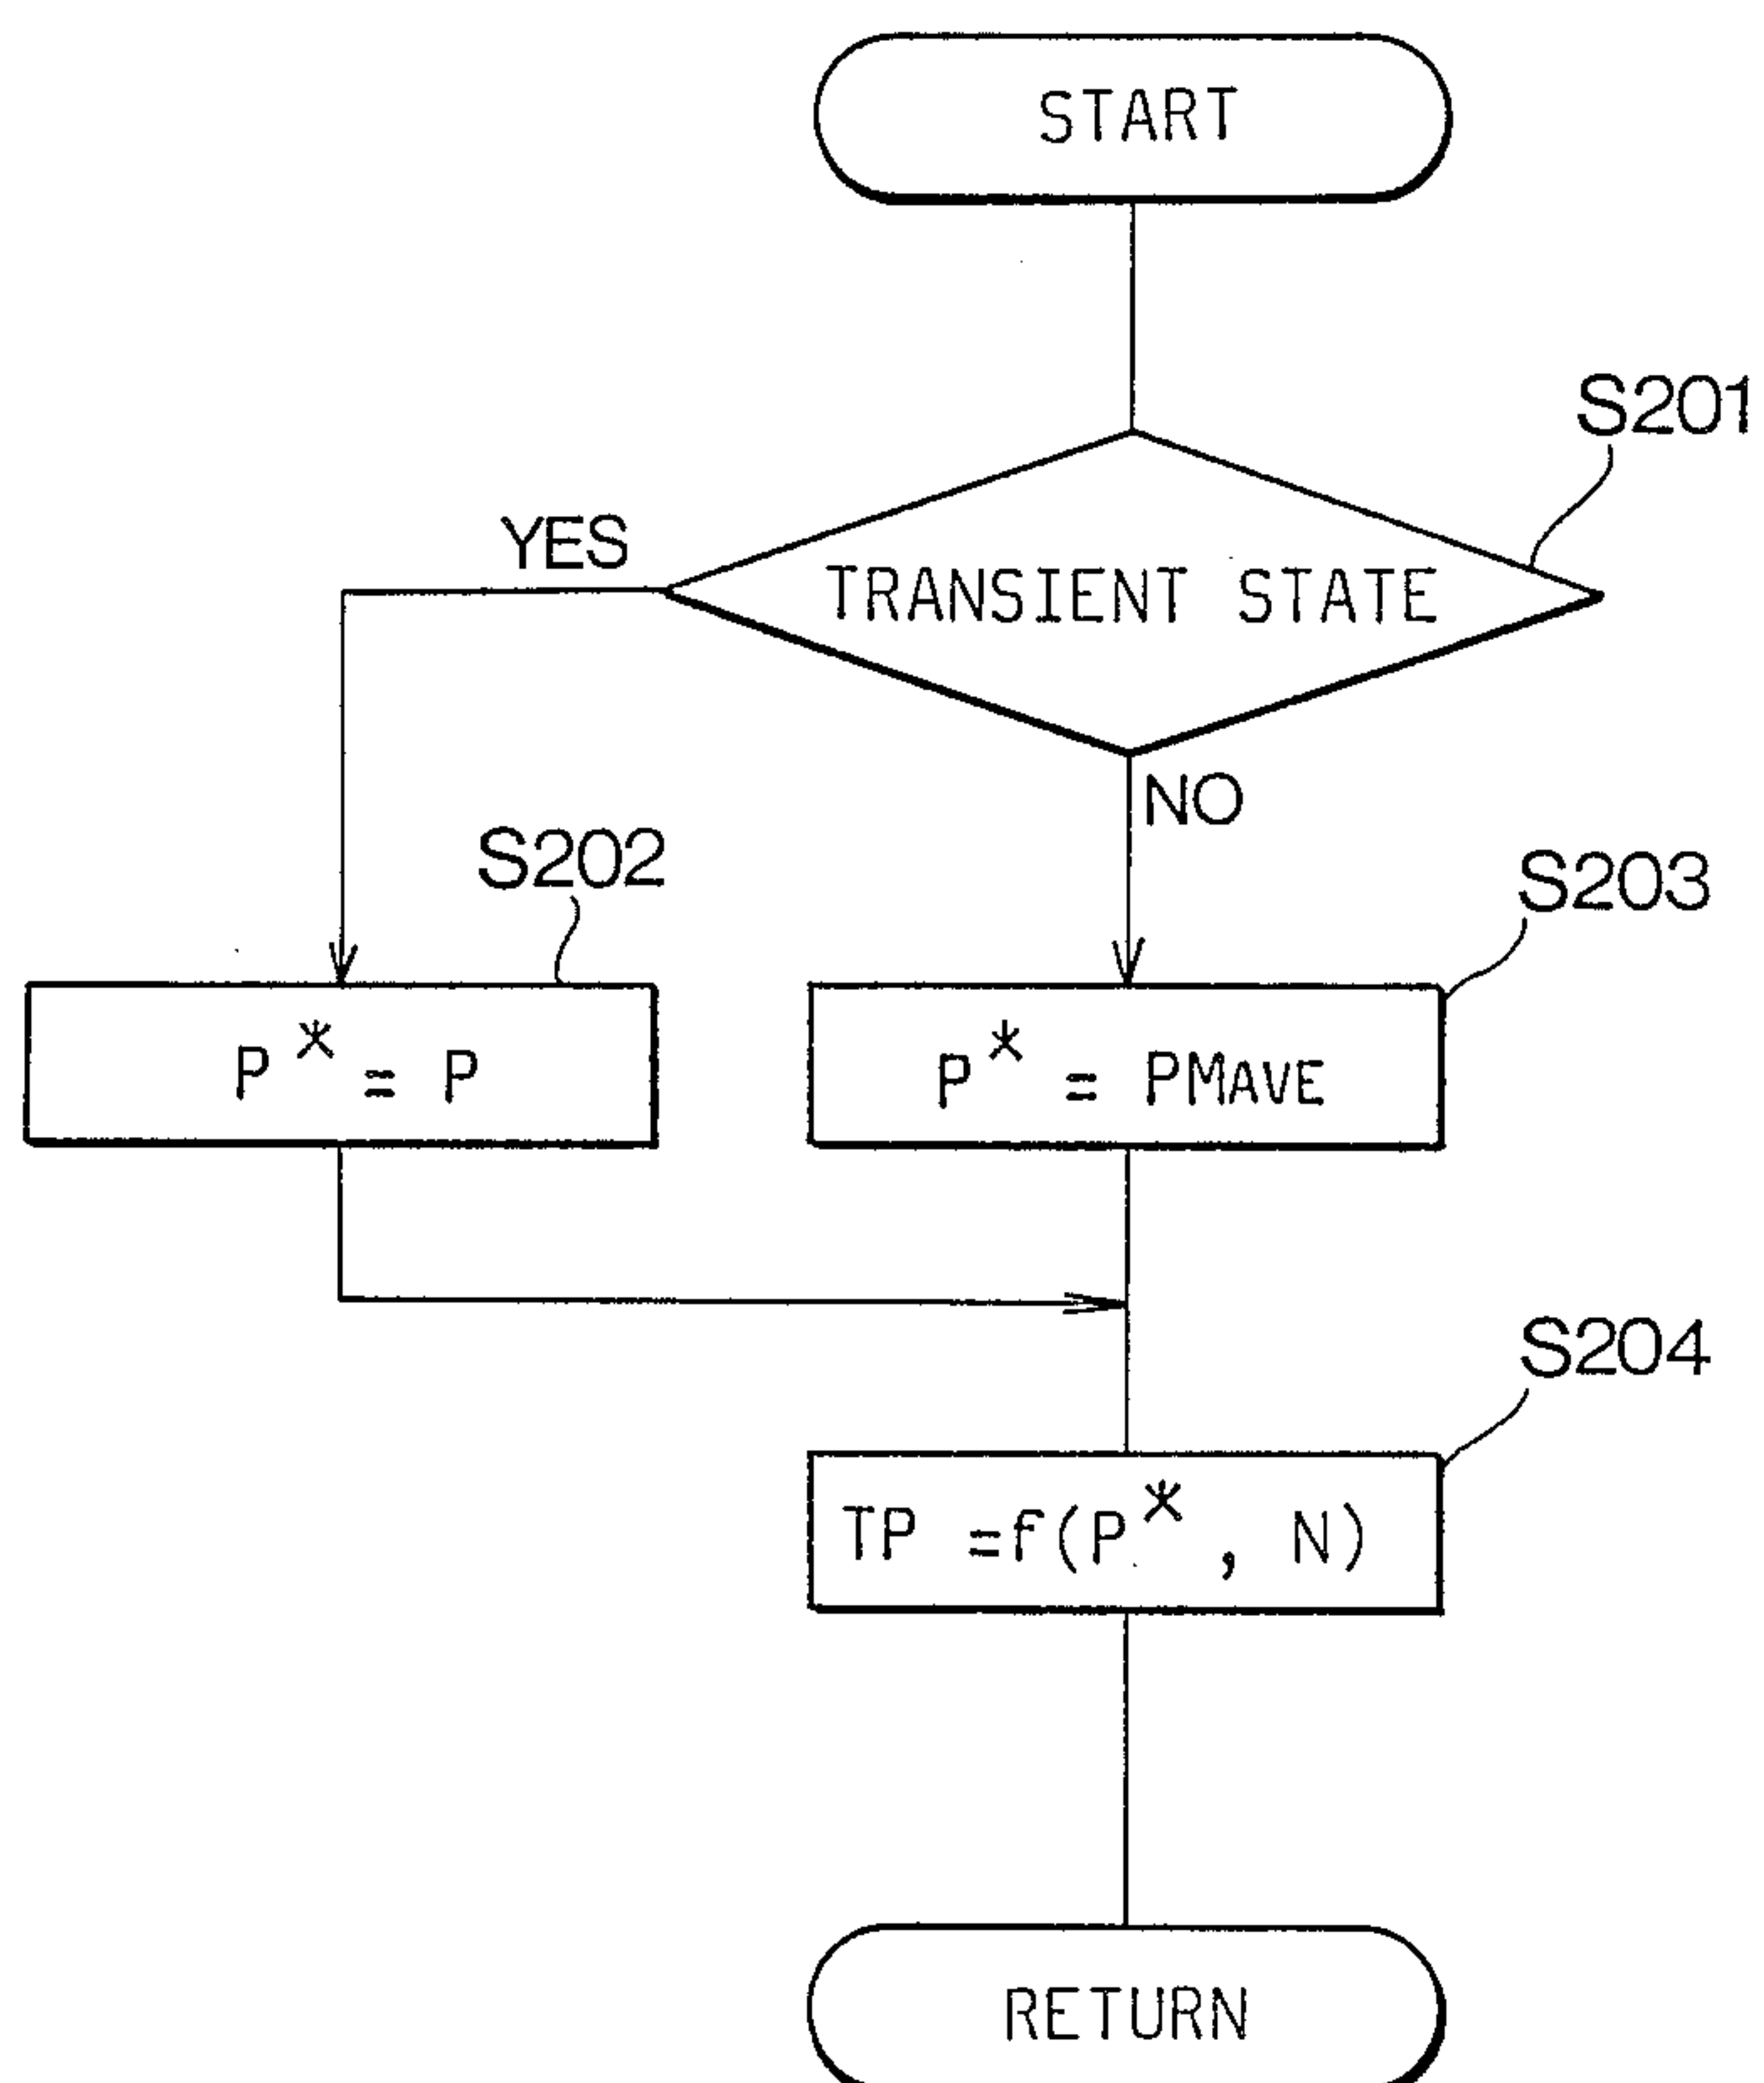 START
S201
YES
TRANSIENT STATE
NO
S202
S203
P* = P
P* = PMAVE
S204
TP =f(P*, N)
RETURN